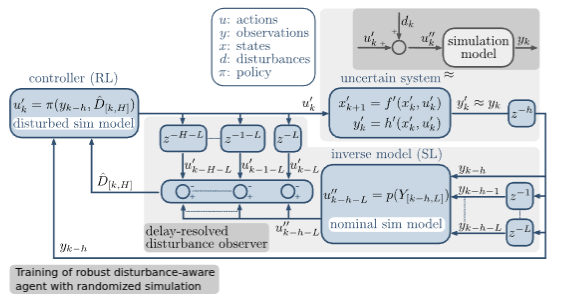 u: actions
y: observations
x: states
d: disturbances
π: policy
d_k
u′_k +
+
u″_k
simulation
model
y_k
controller (RL)
uncertain system
≈
u′_k = π(y_{k−h}, D̂_{[k,H]})
disturbed sim model
u′_k
x′_{k+1} = f′(x′_k, u′_k)
y′_k = h′(x′_k, u′_k)
y′_k ≈ y_k
z^{−h}
z^{−H−L}
z^{−1−L}
z^{−L}
inverse model (SL)
u′_{k−H−L}
u′_{k−1−L}
u′_{k−L}
y_{k−h}
D̂_{[k,H]}
− + − + − +
u″_{k−h−L} = p(Y_{[k−h,L]})
y_{k−h−1}
z^{−1}
nominal sim model
delay-resolved
disturbance observer
u″_{k−h−L}
y_{k−h−L}
z^{−L}
y_{k−h}
Training of robust disturbance-aware
agent with randomized simulation